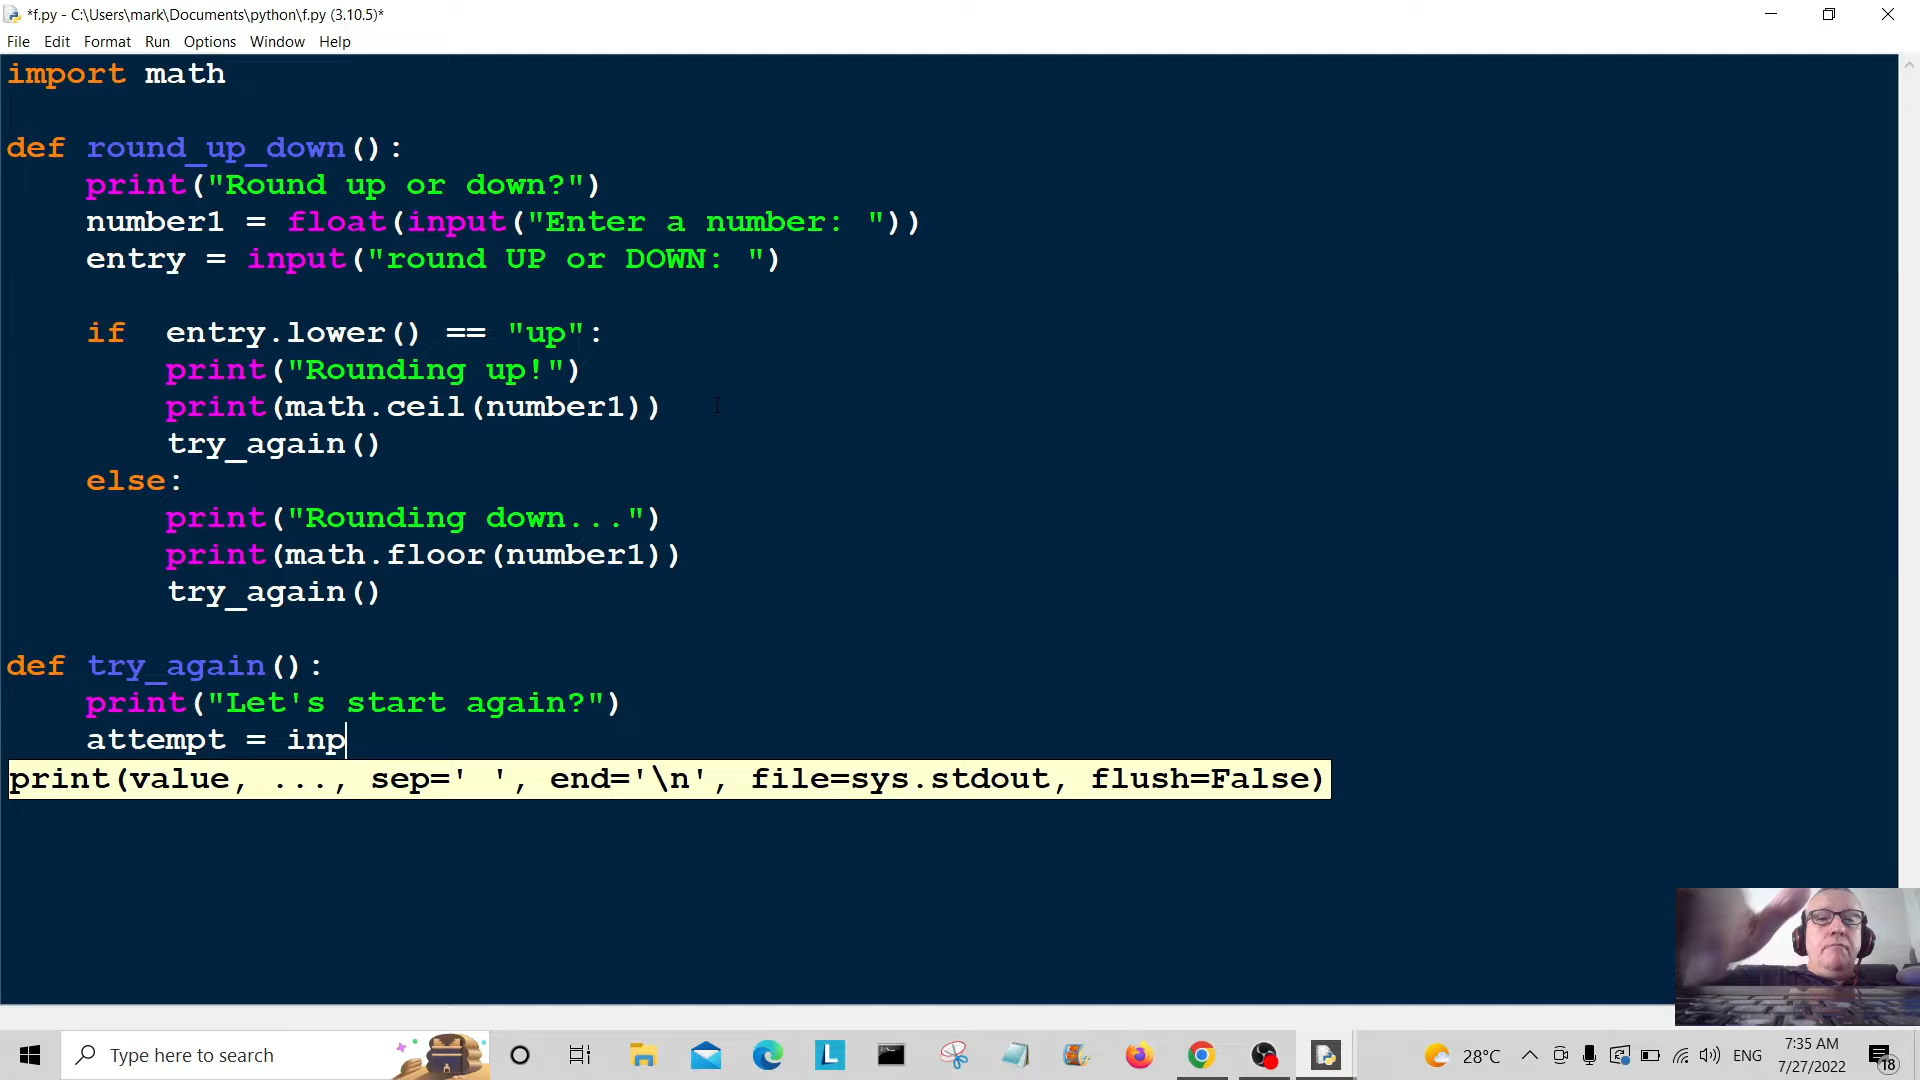 *f.py - C:\Users\mark\Documents\python\f.py (3.10.5)*
File Edit Format Run Options Window Help
import math
def round_up_down():
    print("Round up or down?")
    number1 = float(input("Enter a number: "))
    entry = input("round UP or DOWN: ")
    if  entry.lower() == "up":
        print("Rounding up!")
        print(math.ceil(number1))
        try_again()
    else:
        print("Rounding down...")
        print(math.floor(number1))
        try_again()
def try_again():
    print("Let's start again?")
    attempt = inp
print(value, ..., sep=' ', end='\n', file=sys.stdout, flush=False)
Type here to search
L
28°C
ENG
7:35 AM
7/27/2022
18